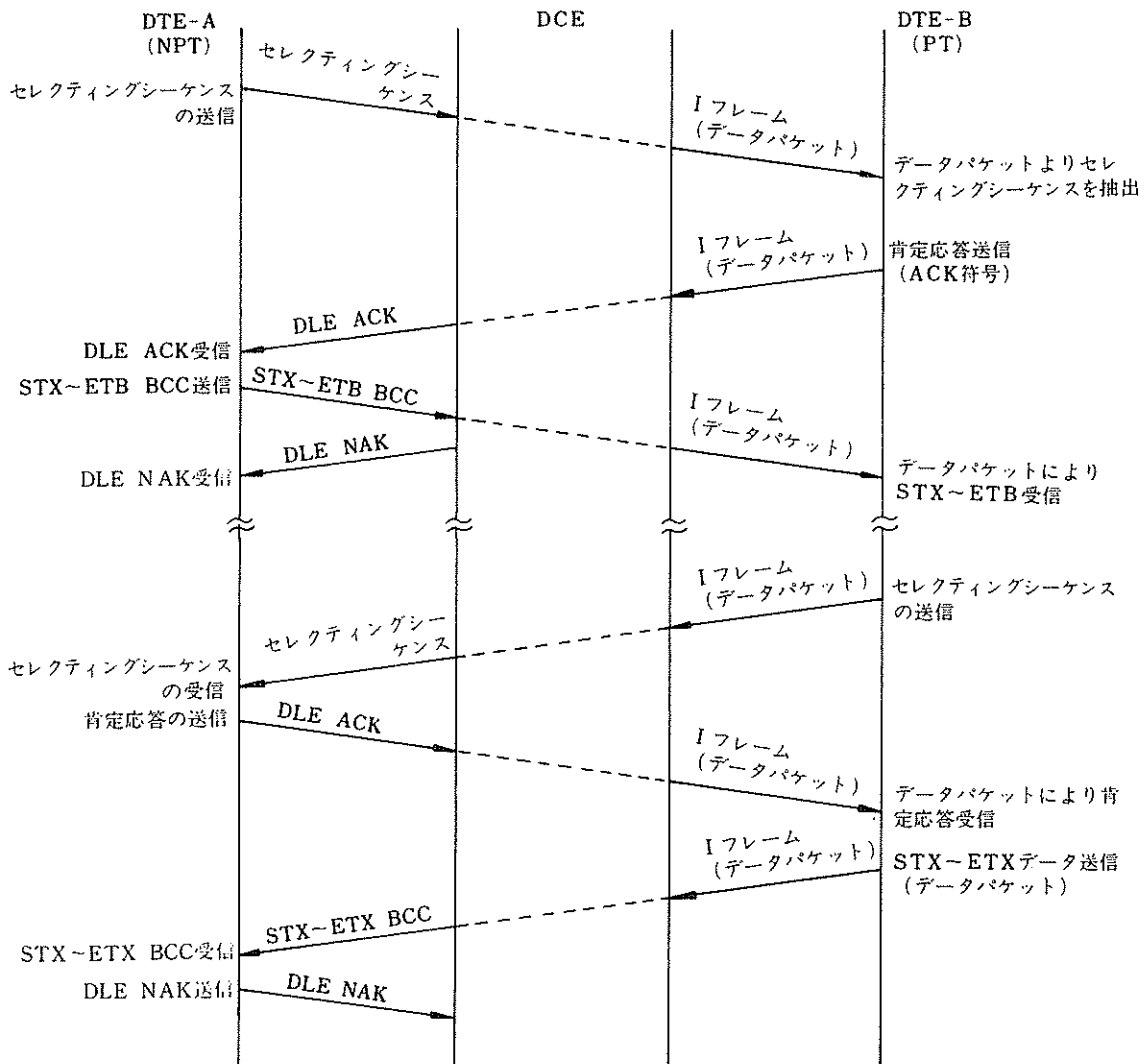 DTE-A
(NPT)
DCE
DTE-B
(PT)
セレクティングシーケンス
の送信
セレクティングシー
ケンス
I フレーム
(データパケット)
データパケットよりセレ
クティングシーケンスを抽出
I フレーム
(データパケット)
肯定応答送信
(ACK符号)
DLE ACK
DLE ACK受信
STX~ETB BCC送信
STX~ETB BCC
I フレーム
(データパケット)
DLE NAK
DLE NAK受信
データパケットにより
STX~ETB受信
I フレーム
(データパケット)
セレクティングシーケンス
の送信
セレクティングシー
ケンス
セレクティングシーケンス
の受信
肯定応答の送信
DLE ACK
I フレーム
(データパケット)
データパケットにより肯
定応答受信
I フレーム
(データパケット)
STX~ETXデータ送信
(データパケット)
STX~ETX BCC
STX~ETX BCC受信
DLE NAK送信
DLE NAK